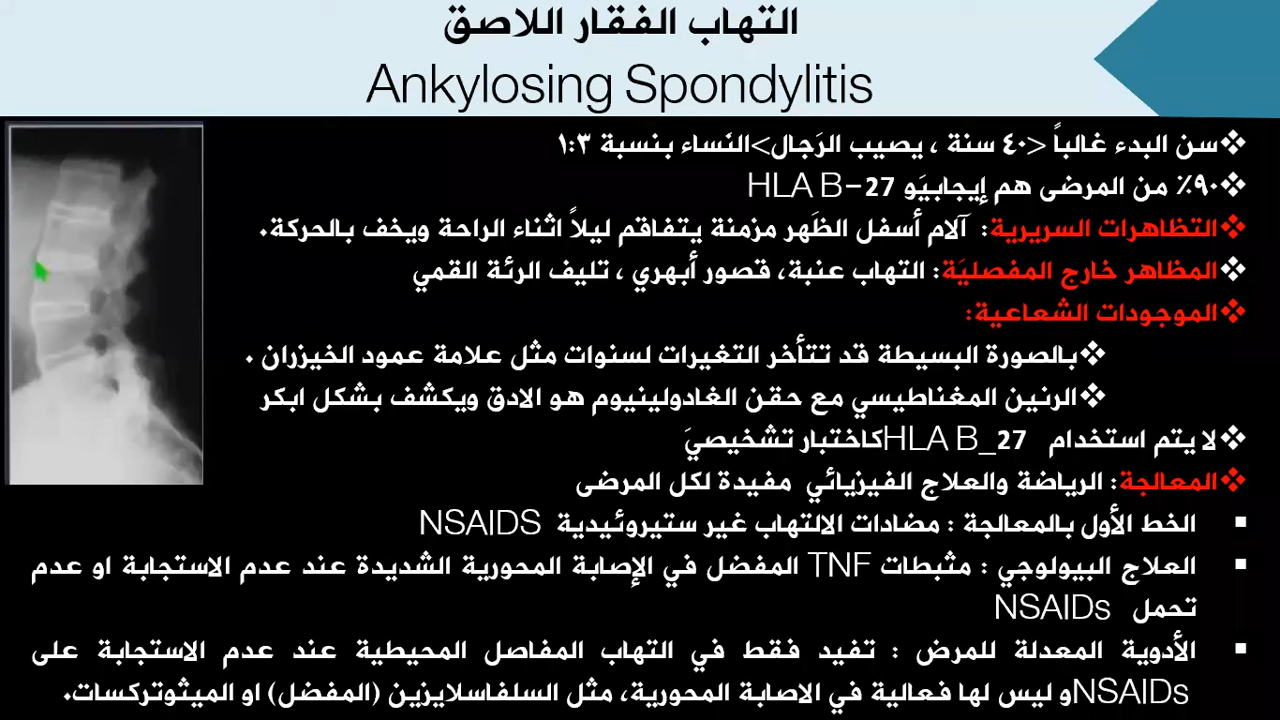 التهاب الفقار اللاصق
Ankylosing Spondylitis
❖سن البدء غالباً <٤٠ سنة ، يصيب الرَجال>النّساء بنسبة ١:٣
❖٩٠٪ من المرضى هم إيجابيَو HLA B-27
❖التظاهرات السريرية: آلام أسفل الظَهر مزمنة يتفاقم ليلاً اثناء الراحة ويخف بالحركة.
❖المظاهر خارج المفصليَة: التهاب عنبة، قصور أبهري ، تليف الرئة القمي
❖الموجودات الشعاعية:
❖بالصورة البسيطة قد تتأخر التغيرات لسنوات مثل علامة عمود الخيزران .
❖الرنين المغناطيسي مع حقن الغادولينيوم هو الادق ويكشف بشكل ابكر
❖لا يتم استخدام HLA B_27كاختبار تشخيصيَ
❖المعالجة: الرياضة والعلاج الفيزيائي مفيدة لكل المرضى
▪ الخط الأول بالمعالجة : مضادات الالتهاب غير ستيروئيدية NSAIDS
▪ العلاج البيولوجي : مثبطات TNF المفضل في الإصابة المحورية الشديدة عند عدم الاستجابة او عدم
تحمل NSAIDs
▪ الأدوية المعدلة للمرض : تفيد فقط في التهاب المفاصل المحيطية عند عدم الاستجابة على
NSAIDsو ليس لها فعالية في الاصابة المحورية، مثل السلفاسلايزين (المفضل) او الميثوتركسات.